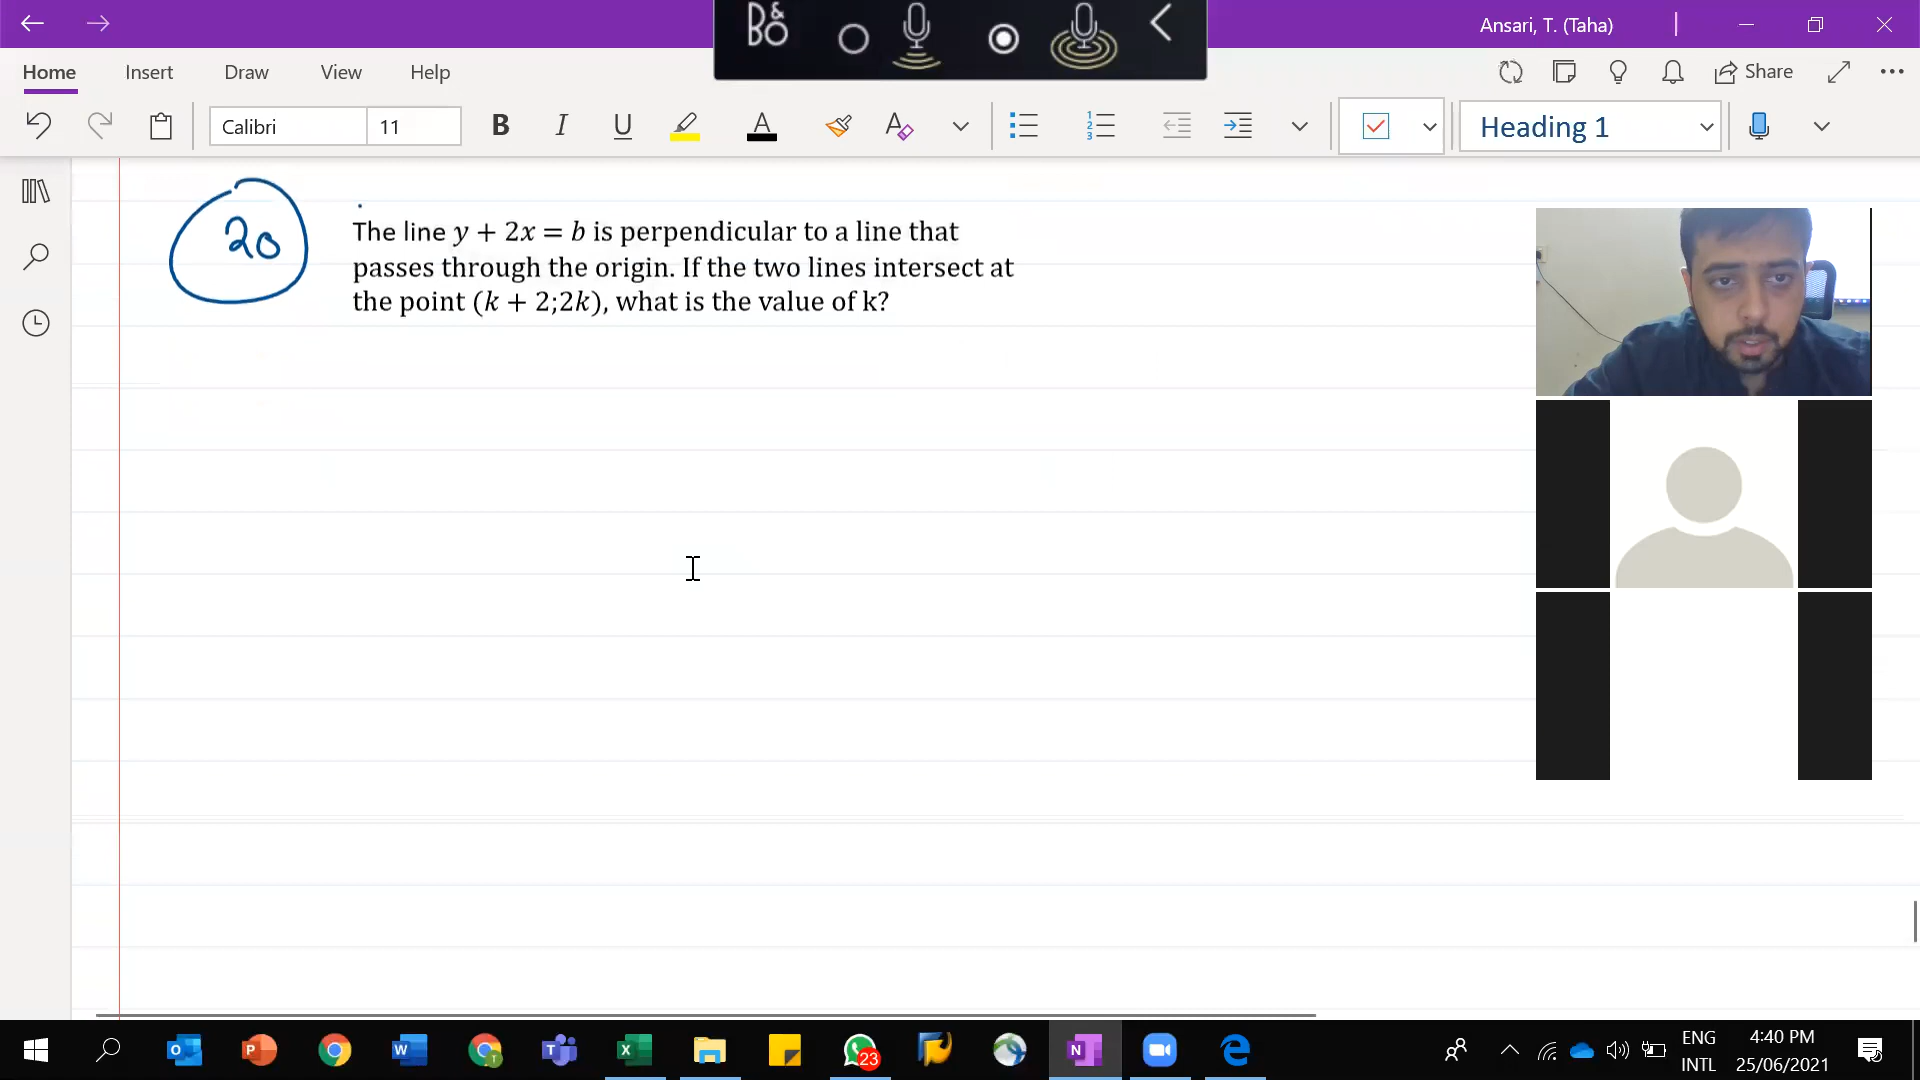 Ansari, T. (Taha)
B&O
Home Insert Draw View Help
Share
Calibri 11 B I U A A Heading 1
20
The line y + 2x = b is perpendicular to a line that
passes through the origin. If the two lines intersect at
the point (k + 2;2k), what is the value of k?
23
ENG
INTL
4:40 PM
25/06/2021